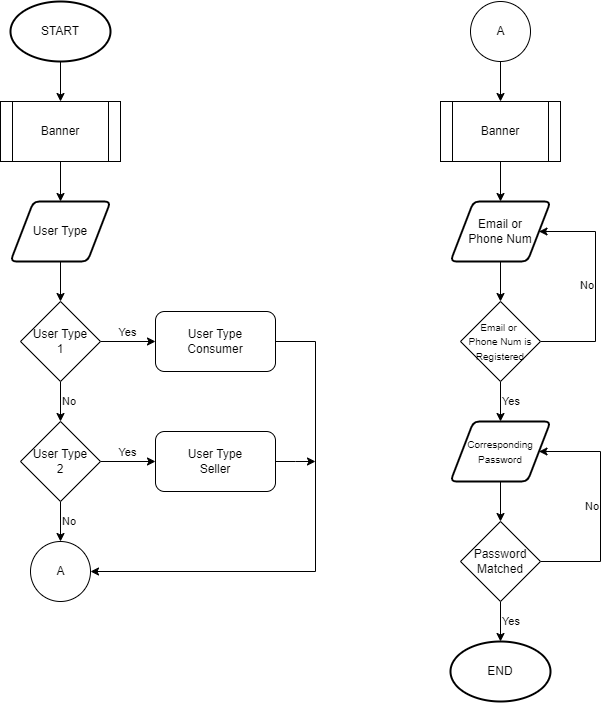 START
Banner
User Type
User Type
1
Yes
User Type
Consumer
No
User Type
2
Yes
User Type
Seller
No
A
A
Banner
Email or
Phone Num
No
Email or
Phone Num is
Registered
Yes
Corresponding
Password
No
Password
Matched
Yes
END